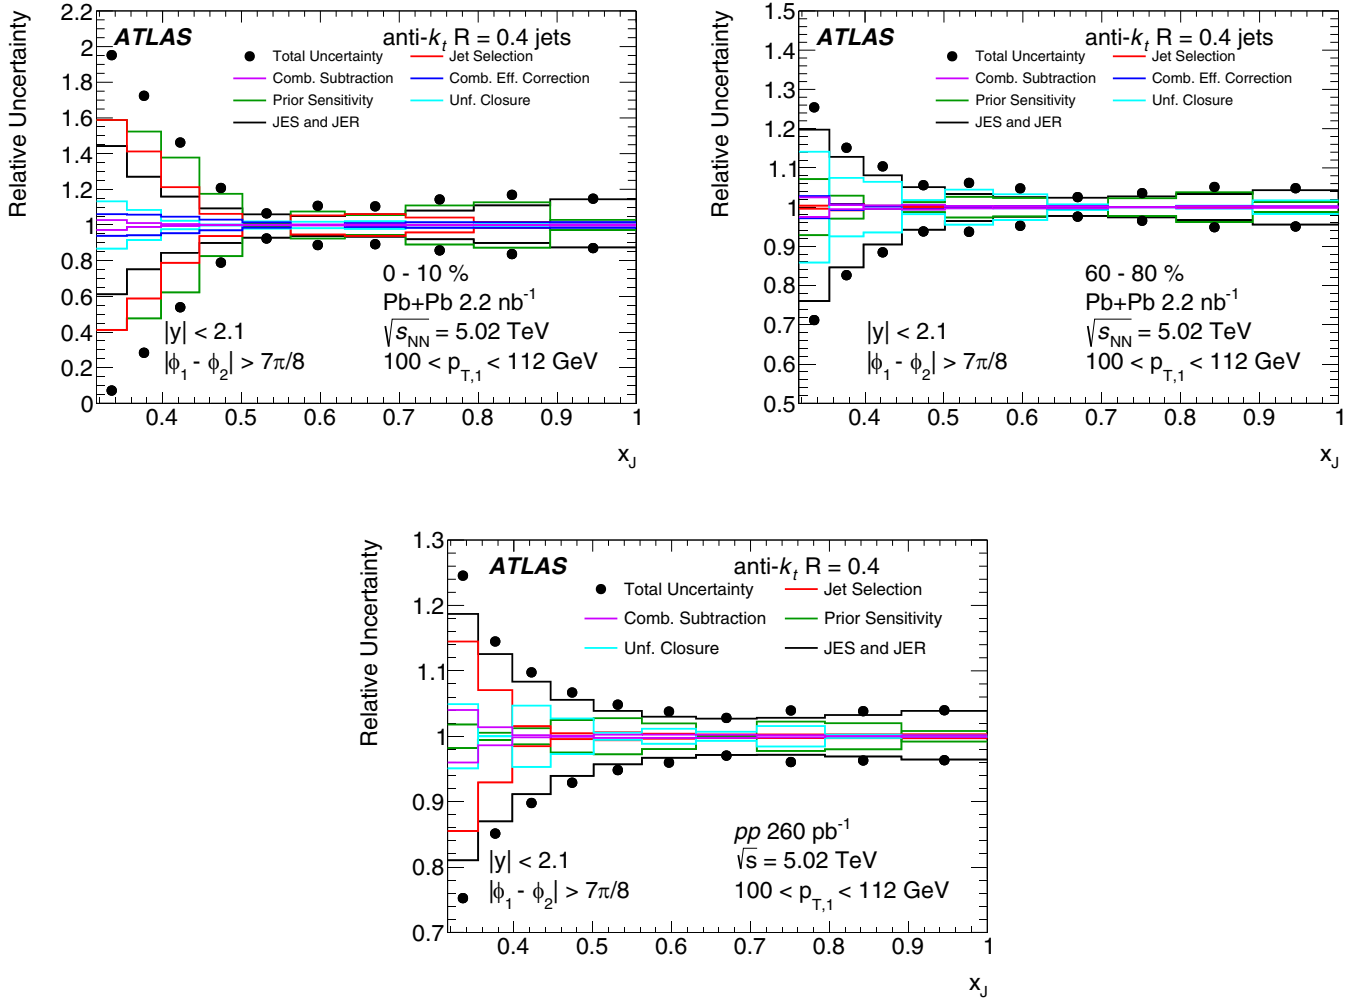 Relative Uncertainty
2.2
2
1.8
1.6
1.4
1.2
1
0.8
0.6
0.4
0.2
0
ATLAS
anti-kt R = 0.4 jets
Total Uncertainty
Jet Selection
Comb. Subtraction
Comb. Eff. Correction
Prior Sensitivity
Unf. Closure
JES and JER
0 - 10 %
Pb+Pb 2.2 nb-1
|y| < 2.1
√sNN = 5.02 TeV
|ϕ1 - ϕ2| > 7π/8
100 < pT,1 < 112 GeV
0.4 0.5 0.6 0.7 0.8 0.9 1
xJ
Relative Uncertainty
1.5
1.4
1.3
1.2
1.1
1
0.9
0.8
0.7
0.6
0.5
ATLAS
anti-kt R = 0.4 jets
Total Uncertainty
Jet Selection
Comb. Subtraction
Comb. Eff. Correction
Prior Sensitivity
Unf. Closure
JES and JER
60 - 80 %
Pb+Pb 2.2 nb-1
|y| < 2.1
√sNN = 5.02 TeV
|ϕ1 - ϕ2| > 7π/8
100 < pT,1 < 112 GeV
0.4 0.5 0.6 0.7 0.8 0.9 1
xJ
Relative Uncertainty
1.3
1.2
1.1
1
0.9
0.8
0.7
ATLAS
anti-kt R = 0.4
Total Uncertainty
Jet Selection
Comb. Subtraction
Prior Sensitivity
Unf. Closure
JES and JER
pp 260 pb-1
|y| < 2.1
√s = 5.02 TeV
|ϕ1 - ϕ2| > 7π/8
100 < pT,1 < 112 GeV
0.4 0.5 0.6 0.7 0.8 0.9 1
xJ